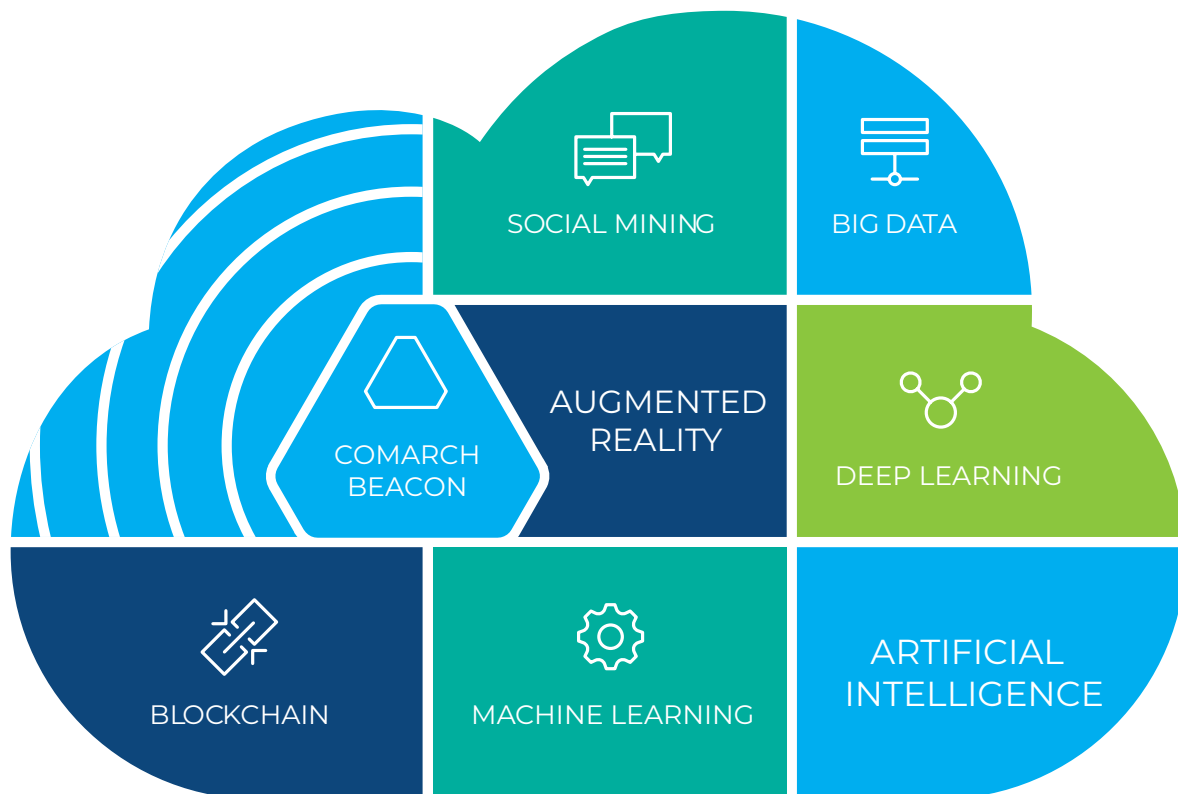 SOCIAL MINING
BIG DATA
COMARCH
BEACON
AUGMENTED
REALITY
DEEP LEARNING
BLOCKCHAIN
MACHINE LEARNING
ARTIFICIAL
INTELLIGENCE